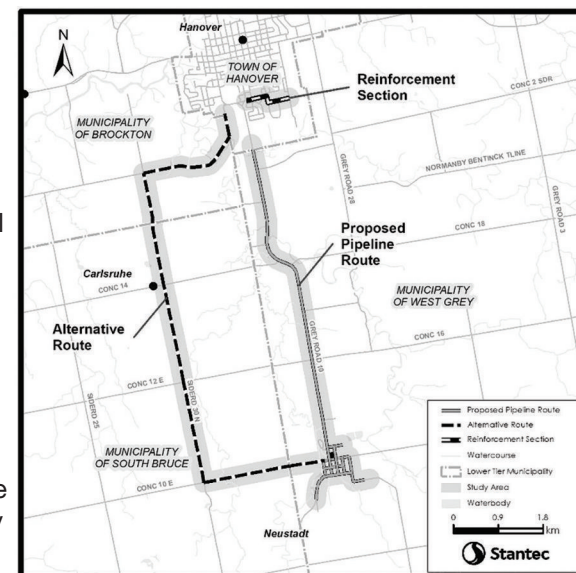 Hanover
N
TOWN OF
HANOVER
Reinforcement
Section
CONC 2 SDR
MUNICIPALITY
OF BROCKTON
GREY ROAD 28
NORMANBY BENTINCK TLINE
GREY ROAD 3
Proposed
Pipeline
Route
CONC 18
Carlsruhe
CONC 14
MUNICIPALITY
OF WEST GREY
Alternative
Route
GREY ROAD 10
CONC 16
CONC 12 E
SIDERD 25
SIDERD 30 N
MUNICIPALITY
OF SOUTH BRUCE
CONC 10 E
Neustadt
Proposed Pipeline Route
Alternative Route
Reinforcement Section
Watercourse
Lower Tier Municipality
Study Area
Waterbody
0 0.9 1.8
km
Stantec